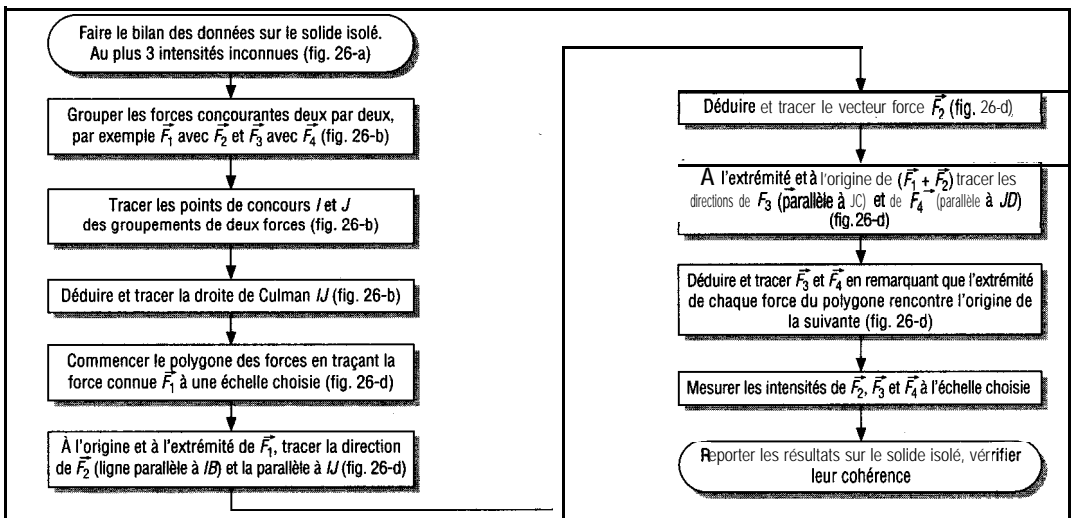 Faire le bilan des données sur le solide isolé.
Au plus 3 intensités inconnues (fig. 26-a)
Grouper les forces concourantes deux par deux,
par exemple F₁ avec F₂ et F₃ avec F₄ (fig. 26-b)
Tracer les points de concours I et J
des groupements de deux forces (fig. 26-b)
Déduire et tracer la droite de Culman IJ (fig. 26-b)
Commencer le polygone des forces en traçant la
force connue F₁ à une échelle choisie (fig. 26-d)
À l'origine et à l'extrémité de F₁, tracer la direction
de F₂ (ligne parallèle à IB) et la parallèle à IJ (fig. 26-d)
Déduire et tracer le vecteur force F₂ (fig. 26-d)
A l'extrémité et à l'origine de (F₁ + F₂) tracer les
directions de F₃ (parallèle à JC) et de F₄ (parallèle à JD)
(fig. 26-d)
Déduire et tracer F₃ et F₄ en remarquant que l'extrémité
de chaque force du polygone rencontre l'origine de
la suivante (fig. 26-d)
Mesurer les intensités de F₂, F₃ et F₄ à l'échelle choisie
Reporter les résultats sur le solide isolé, vérifier
leur cohérence